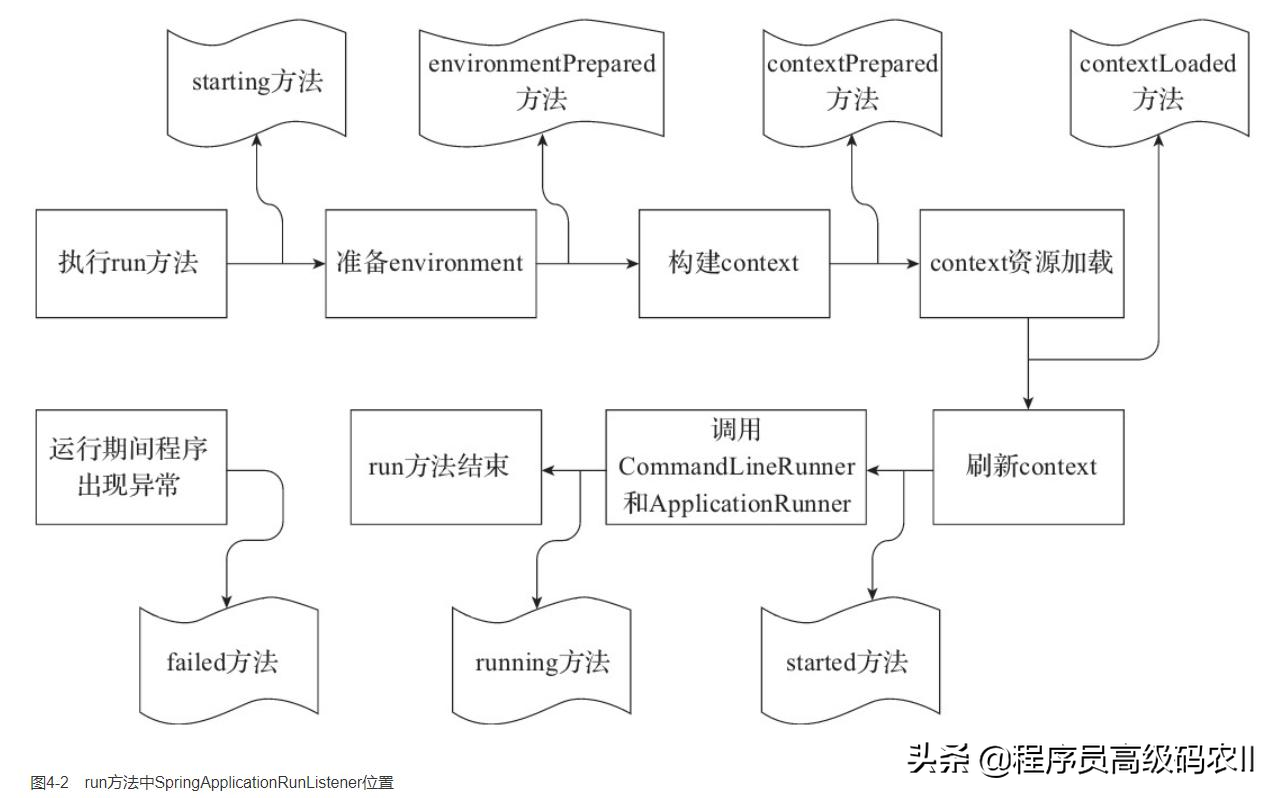 starting方法
environmentPrepared
方法
contextPrepared
方法
contextLoaded
方法
执行run方法
准备environment
构建context
context资源加载
运行期间程序
出现异常
run方法结束
调用
CommandLineRunner
和ApplicationRunner
刷新context
failed方法
running方法
started方法
头条 @程序员高级码农II
图4-2 run方法中SpringApplicationRunListener位置